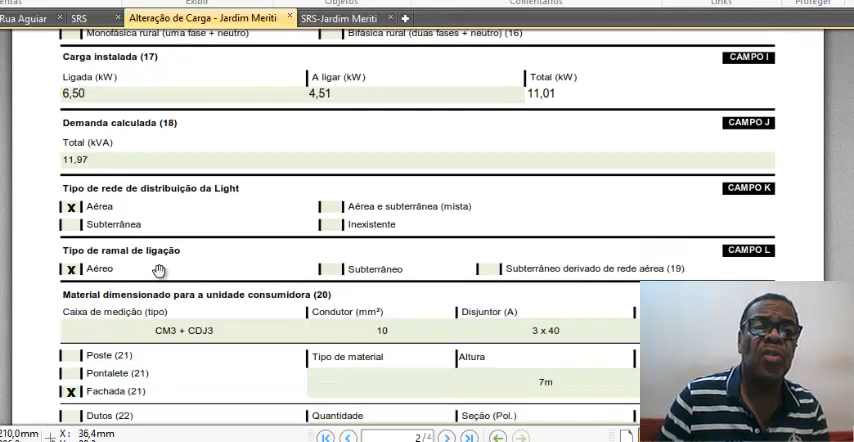 Exibir Objetos Comentários Links Proteger
Rua Aguiar SRS Alteração de Carga - Jardim Meriti SRS-Jardim Meriti
Monofásica rural (uma fase + neutro) Bifásica rural (duas fases + neutro) (16)
Carga instalada (17) CAMPO I
Ligada (kW) A ligar (kW) Total (kW)
6,50 4,51 11,01
Demanda calculada (18) CAMPO J
Total (kVA)
11,97
Tipo de rede de distribuição da Light CAMPO K
X Aérea Aérea e subterrânea (mista)
Subterrânea Inexistente
Tipo de ramal de ligação CAMPO L
X Aéreo Subterrâneo Subterrâneo derivado de rede aérea (19)
Material dimensionado para a unidade consumidora (20)
Caixa de medição (tipo) Condutor (mm²) Disjuntor (A)
CM3 + CDJ3 10 3 x 40
Poste (21) Tipo de material Altura
Pontalete (21)
7m
X Fachada (21)
Dutos (22) Quantidade Seção (Pol.)
210,0mm X: 36,4mm 2/4